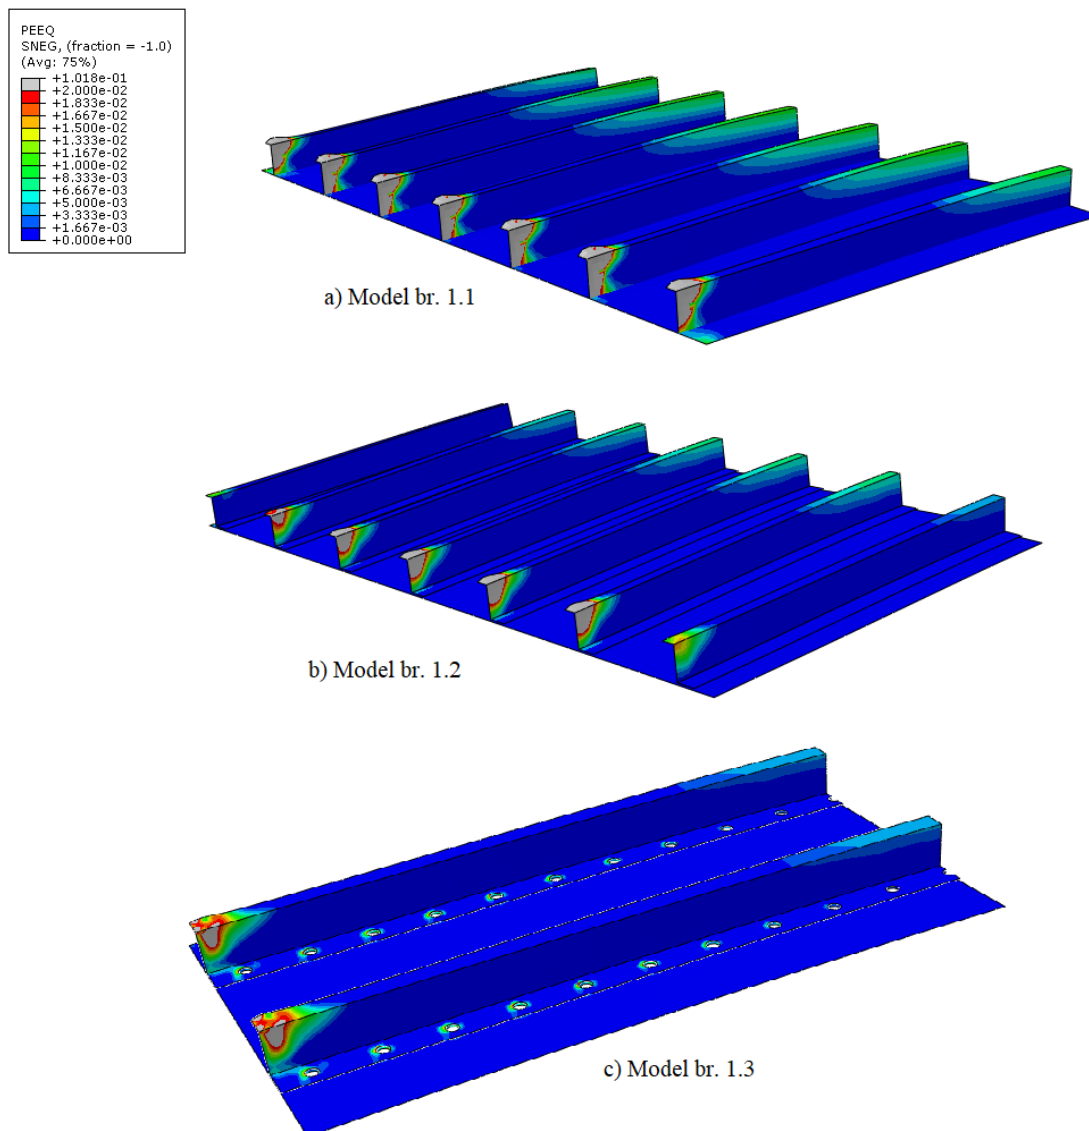 PEEQ
SNEG, (fraction = -1.0)
(Avg: 75%)
+1.018e-01
+2.000e-02
+1.833e-02
+1.667e-02
+1.500e-02
+1.333e-02
+1.167e-02
+1.000e-02
+8.333e-03
+6.667e-03
+5.000e-03
+3.333e-03
+1.667e-03
+0.000e+00
a) Model br. 1.1
b) Model br. 1.2
c) Model br. 1.3